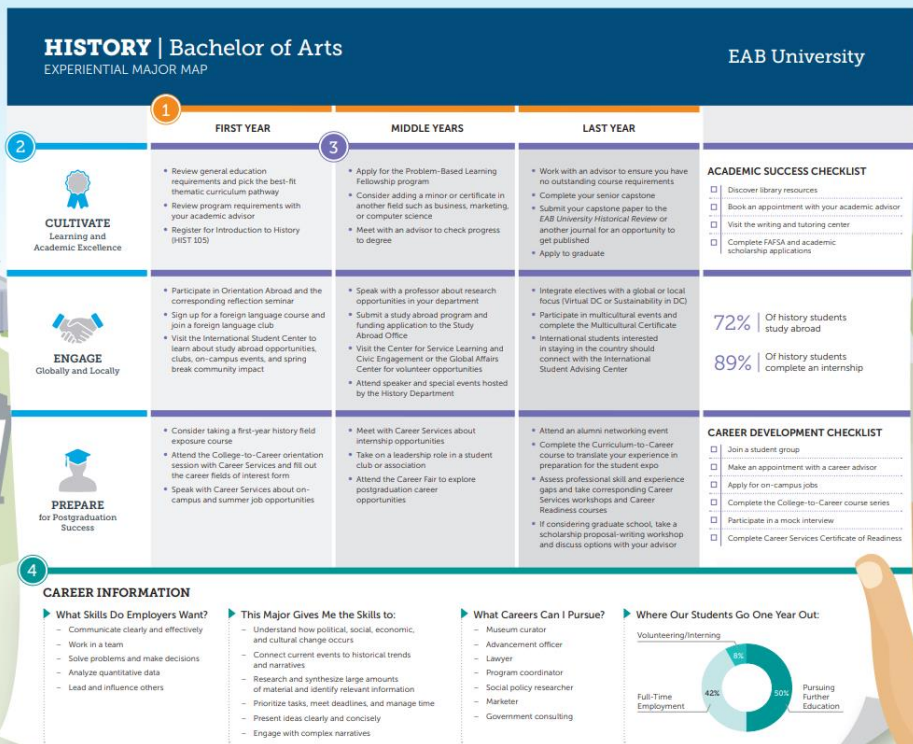 HISTORY | Bachelor of Arts
EXPERIENTIAL MAJOR MAP
EAB University
1
FIRST YEAR
MIDDLE YEARS
LAST YEAR
2
3
CULTIVATE
Learning and
Academic Excellence
• Review general education
requirements and pick the best-fit
thematic curriculum pathway
• Review program requirements with
your academic advisor
• Register for Introduction to History
(HIST 105)
• Apply for the Problem-Based Learning
Fellowship program
• Consider adding a minor or certificate in
another field such as business, marketing,
or computer science
• Meet with an advisor to check progress
to degree
• Work with an advisor to ensure you have
no outstanding course requirements
• Complete your senior capstone
• Submit your capstone paper to the
EAB University Historical Review or
another journal for an opportunity to
get published
• Apply to graduate
ACADEMIC SUCCESS CHECKLIST
Discover library resources
Book an appointment with your academic advisor
Visit the writing and tutoring center
Complete FAFSA and academic
scholarship applications
ENGAGE
Globally and Locally
• Participate in Orientation Abroad and the
corresponding reflection seminar
• Sign up for a foreign language course and
join a foreign language club
• Visit the International Student Center to
learn about study abroad opportunities,
clubs, on-campus events, and spring
break community impact
• Speak with a professor about research
opportunities in your department
• Submit a study abroad program and
funding application to the Study
Abroad Office
• Visit the Center for Service Learning and
Civic Engagement or the Global Affairs
Center for volunteer opportunities
• Attend speaker and special events hosted
by the History Department
• Integrate electives with a global or local
focus (Virtual DC or Sustainability in DC)
• Participate in multicultural events and
complete the Multicultural Certificate
• International students interested
in staying in the country should
connect with the International
Student Advising Center
72% | Of history students
study abroad
89% | Of history students
complete an internship
PREPARE
for Postgraduation
Success
• Consider taking a first-year history field
exposure course
• Attend the College-to-Career orientation
session with Career Services and fill out
the career fields of interest form
• Speak with Career Services about on-
campus and summer job opportunities
• Meet with Career Services about
internship opportunities
• Take on a leadership role in a student
club or association
• Attend the Career Fair to explore
postgraduation career
opportunities
• Attend an alumni networking event
• Complete the Curriculum-to-Career
course to translate your experience in
preparation for the student expo
• Assess professional skill and experience
gaps and take corresponding Career
Services workshops and Career
Readiness courses
• If considering graduate school, take a
scholarship proposal-writing workshop
and discuss options with your advisor
CAREER DEVELOPMENT CHECKLIST
Join a student group
Make an appointment with a career advisor
Apply for on-campus jobs
Complete the College-to-Career course series
Participate in a mock interview
Complete Career Services Certificate of Readiness
4
CAREER INFORMATION
What Skills Do Employers Want?
– Communicate clearly and effectively
– Work in a team
– Solve problems and make decisions
– Analyze quantitative data
– Lead and influence others
This Major Gives Me the Skills to:
– Understand how political, social, economic,
and cultural change occurs
– Connect current events to historical trends
and narratives
– Research and synthesize large amounts
of material and identify relevant information
– Prioritize tasks, meet deadlines, and manage time
– Present ideas clearly and concisely
– Engage with complex narratives
What Careers Can I Pursue?
– Museum curator
– Advancement officer
– Lawyer
– Program coordinator
– Social policy researcher
– Marketer
– Government consulting
Where Our Students Go One Year Out:
Volunteering/Interning
8%
Full-Time
Employment
42%
50%
Pursuing
Further
Education